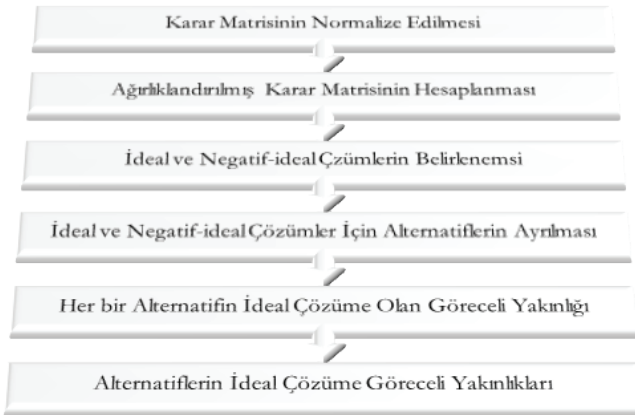 Karar Matrisinin Normalize Edilmesi
Ağırlıklandırılmış Karar Matrisinin Hesaplanması
İdeal ve Negatif-ideal Çzümlerin Belirlenemsi
İdeal ve Negatif-ideal Çözümler İçin Alternatiflerin Ayrılması
Her bir Alternatifin İdeal Çözüme Olan Göreceli Yakınlığı
Alternatiflerin İdeal Çözüme Göreceli Yakınlıkları